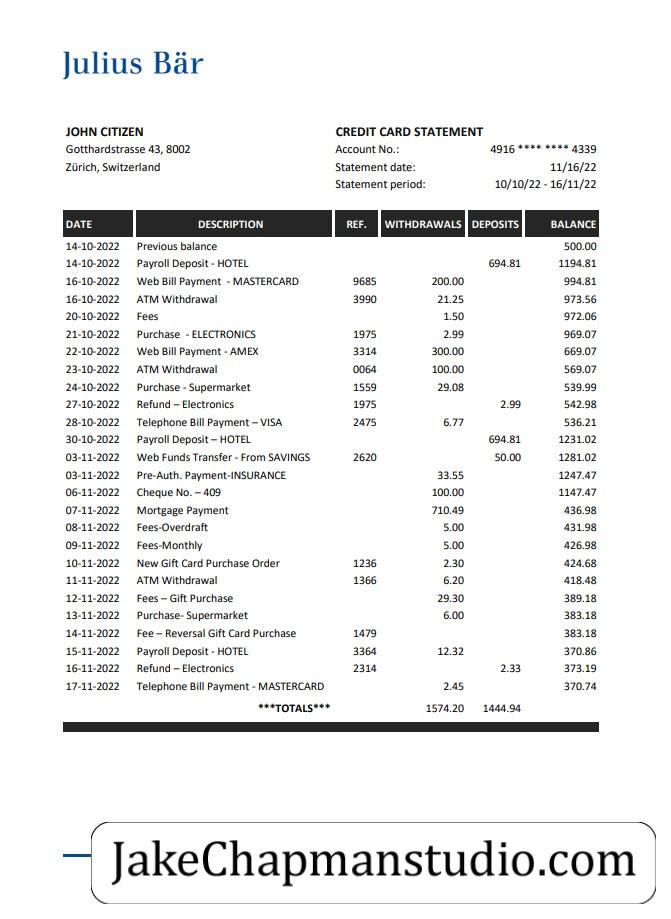 Julius Bär
JOHN CITIZEN
Gotthardstrasse 43, 8002
Zürich, Switzerland
CREDIT CARD STATEMENT
Account No.: 4916 **** **** 4339
Statement date: 11/16/22
Statement period: 10/10/22 - 16/11/22
DATE DESCRIPTION REF. WITHDRAWALS DEPOSITS BALANCE
14-10-2022 Previous balance 500.00
14-10-2022 Payroll Deposit - HOTEL 694.81 1194.81
16-10-2022 Web Bill Payment - MASTERCARD 9685 200.00 994.81
16-10-2022 ATM Withdrawal 3990 21.25 973.56
20-10-2022 Fees 1.50 972.06
21-10-2022 Purchase - ELECTRONICS 1975 2.99 969.07
22-10-2022 Web Bill Payment - AMEX 3314 300.00 669.07
23-10-2022 ATM Withdrawal 0064 100.00 569.07
24-10-2022 Purchase - Supermarket 1559 29.08 539.99
27-10-2022 Refund – Electronics 1975 2.99 542.98
28-10-2022 Telephone Bill Payment – VISA 2475 6.77 536.21
30-10-2022 Payroll Deposit – HOTEL 694.81 1231.02
03-11-2022 Web Funds Transfer - From SAVINGS 2620 50.00 1281.02
03-11-2022 Pre-Auth. Payment-INSURANCE 33.55 1247.47
06-11-2022 Cheque No. – 409 100.00 1147.47
07-11-2022 Mortgage Payment 710.49 436.98
08-11-2022 Fees-Overdraft 5.00 431.98
09-11-2022 Fees-Monthly 5.00 426.98
10-11-2022 New Gift Card Purchase Order 1236 2.30 424.68
11-11-2022 ATM Withdrawal 1366 6.20 418.48
12-11-2022 Fees – Gift Purchase 29.30 389.18
13-11-2022 Purchase- Supermarket 6.00 383.18
14-11-2022 Fee – Reversal Gift Card Purchase 1479 383.18
15-11-2022 Payroll Deposit - HOTEL 3364 12.32 370.86
16-11-2022 Refund – Electronics 2314 2.33 373.19
17-11-2022 Telephone Bill Payment - MASTERCARD 2.45 370.74
***TOTALS*** 1574.20 1444.94
JakeChapmanstudio.com